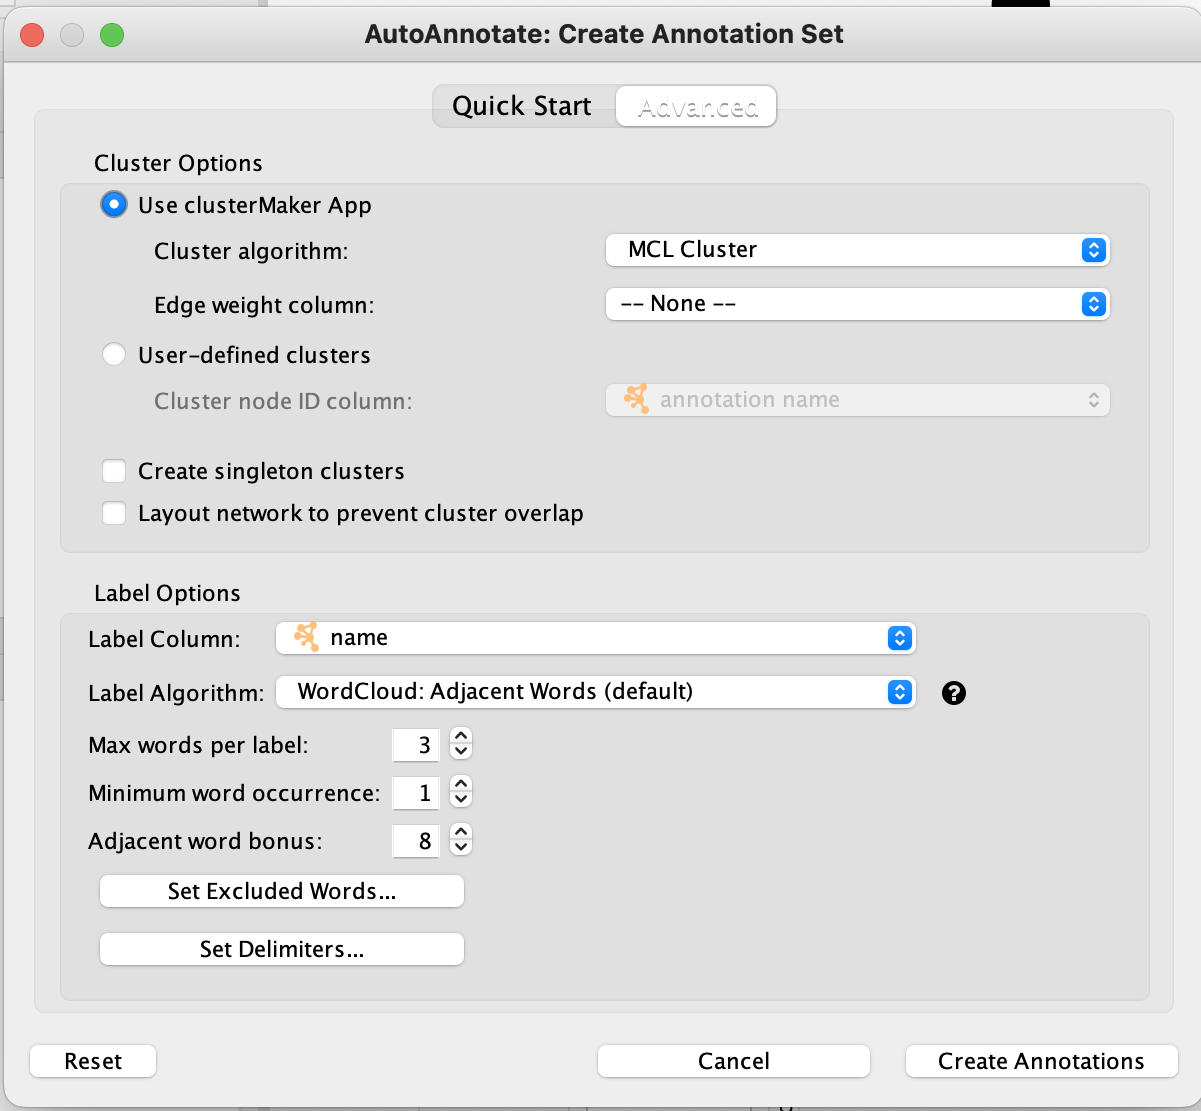 AutoAnnotate: Create Annotation Set
Quick Start Advanced
Cluster Options
Use clusterMaker App
Cluster algorithm: MCL Cluster
Edge weight column: -- None --
User-defined clusters
Cluster node ID column: annotation name
Create singleton clusters
Layout network to prevent cluster overlap
Label Options
Label Column: name
Label Algorithm: WordCloud: Adjacent Words (default) ?
Max words per label: 3
Minimum word occurrence: 1
Adjacent word bonus: 8
Set Excluded Words...
Set Delimiters...
Reset Cancel Create Annotations